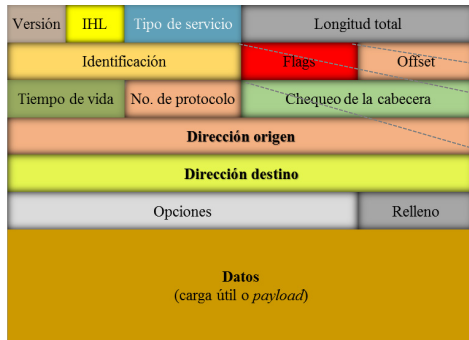 Versión IHL Tipo de servicio Longitud total
Identificación Flags Offset
Tiempo de vida No. de protocolo Chequeo de la cabecera
Dirección origen
Dirección destino
Opciones Relleno
Datos
(carga útil o payload)